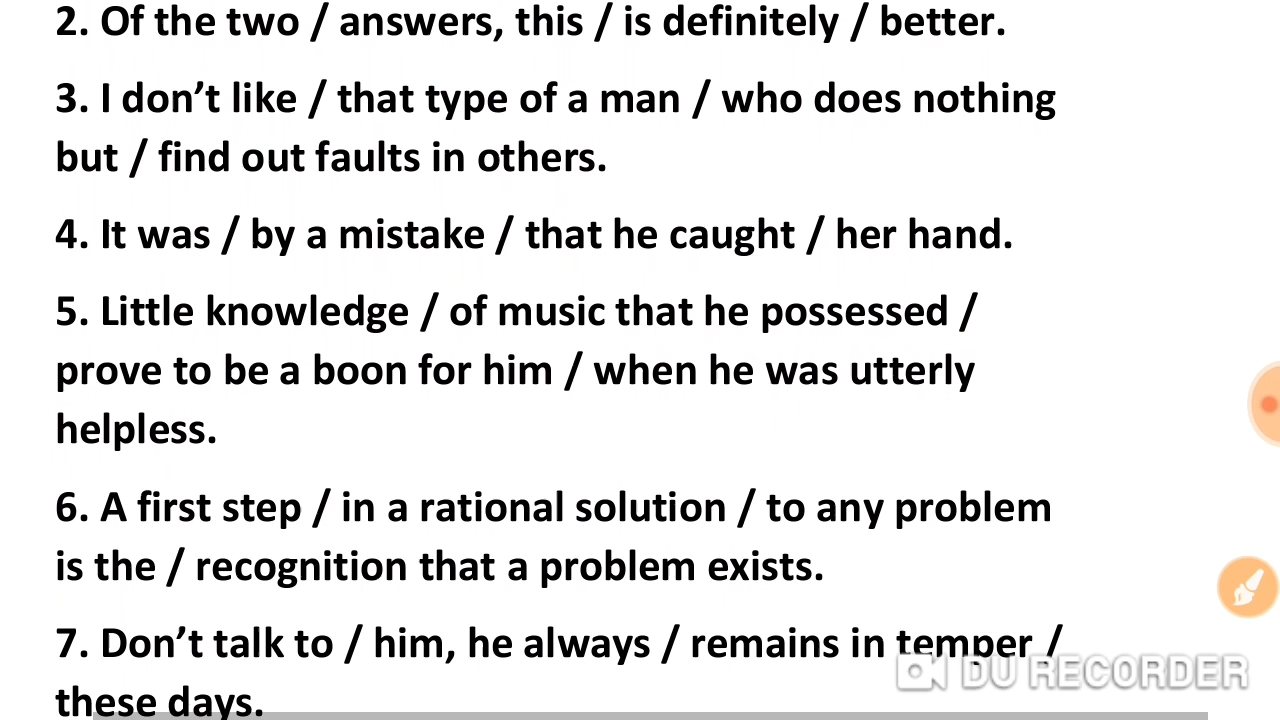 2. Of the two / answers, this / is definitely / better.
3. I don’t like / that type of a man / who does nothing
but / find out faults in others.
4. It was / by a mistake / that he caught / her hand.
5. Little knowledge / of music that he possessed /
prove to be a boon for him / when he was utterly
helpless.
6. A first step / in a rational solution / to any problem
is the / recognition that a problem exists.
7. Don’t talk to / him, he always / remains in temper /
DU RECORDER
these days.